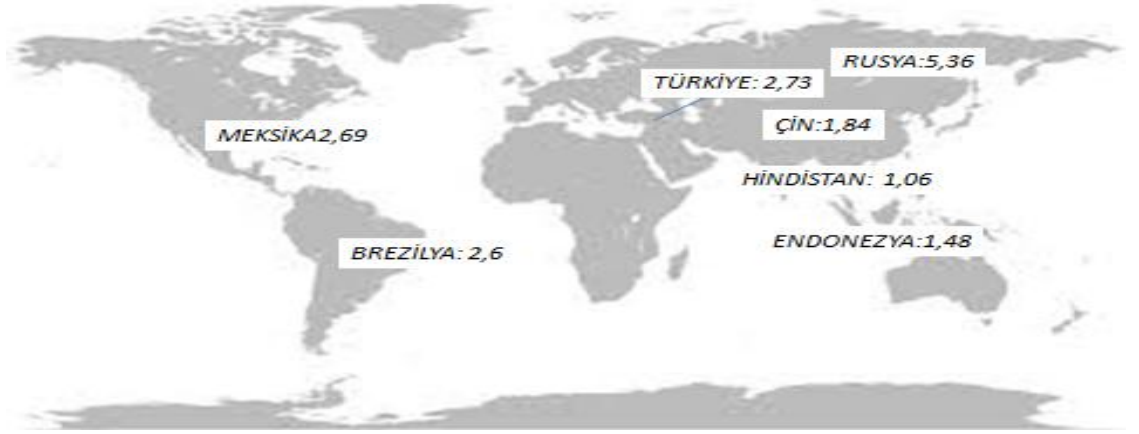 RUSYA:5,36
TÜRKİYE: 2,73
ÇİN:1,84
MEKSİKA2,69
HİNDİSTAN: 1,06
ENDONEZYA:1,48
BREZİLYA: 2,6